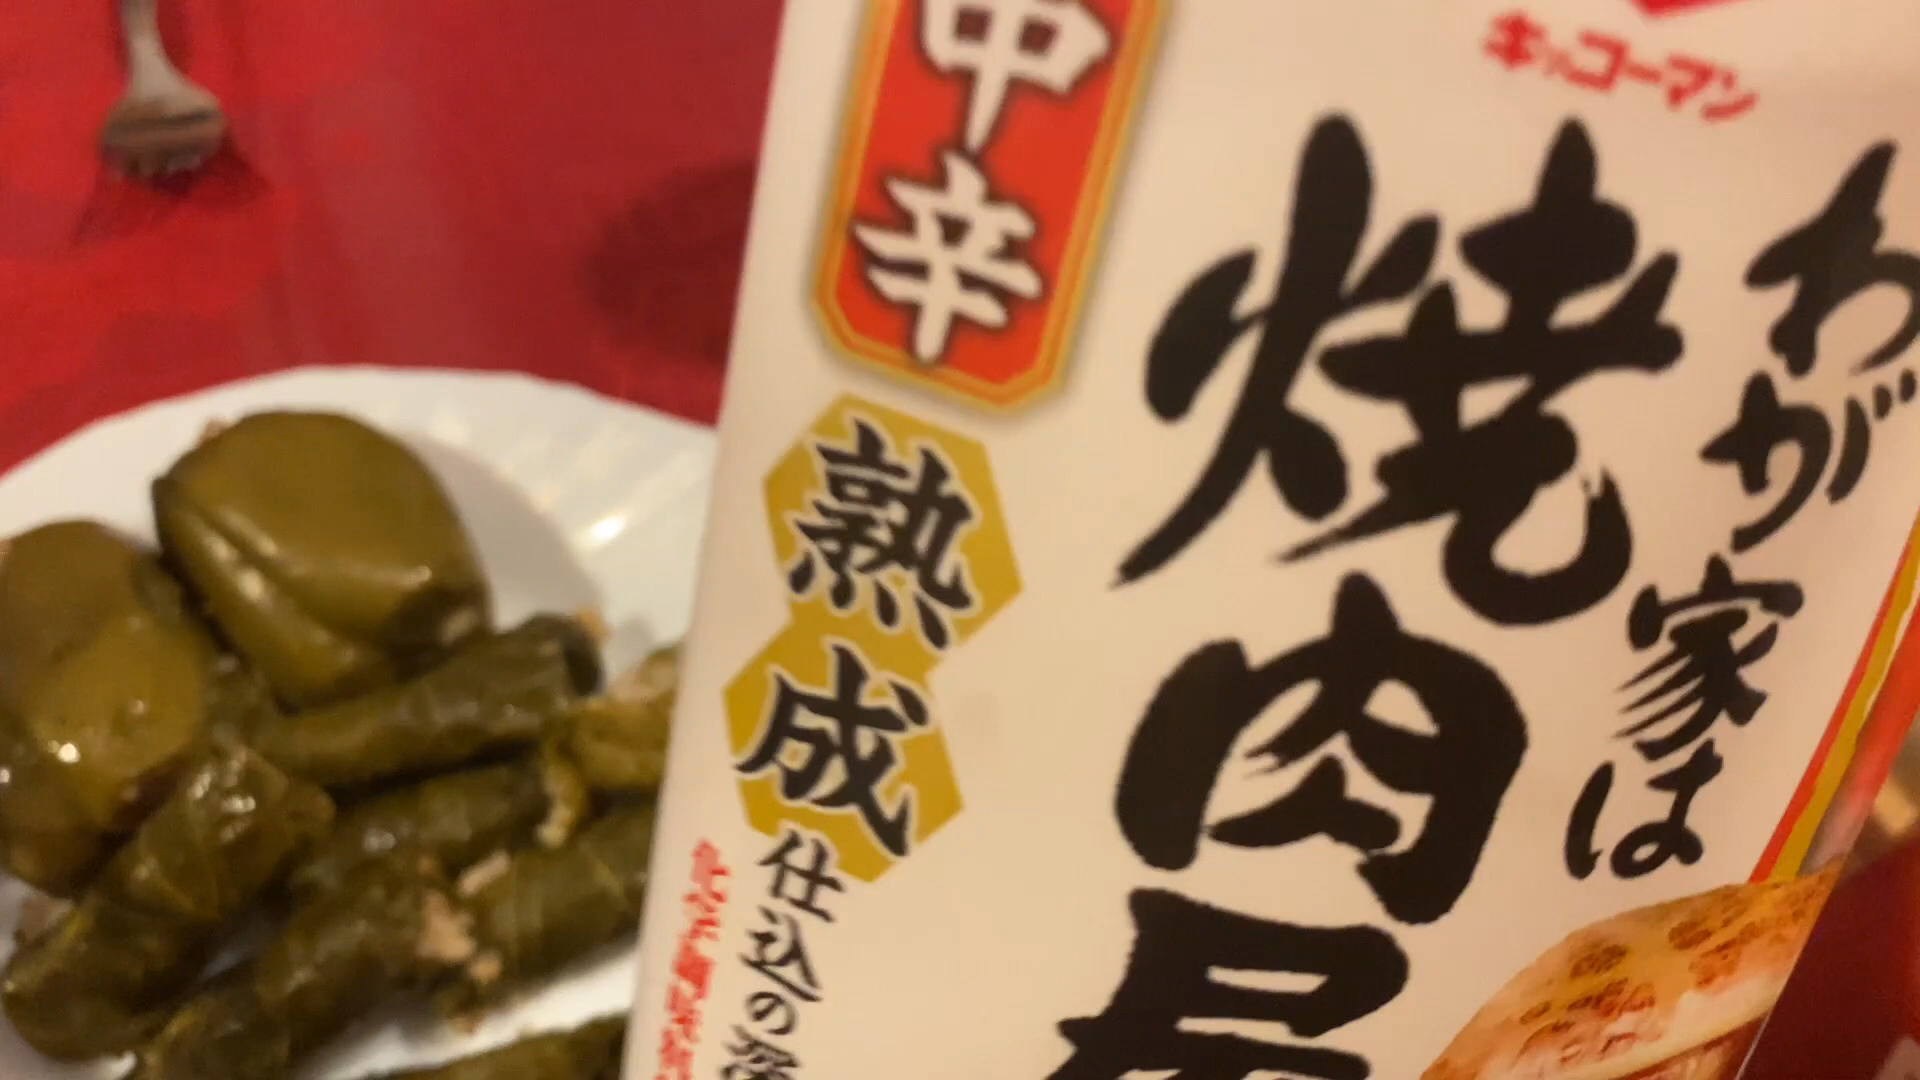 キッコーマン
わが家は
焼肉屋
中辛
熟成
仕込の深